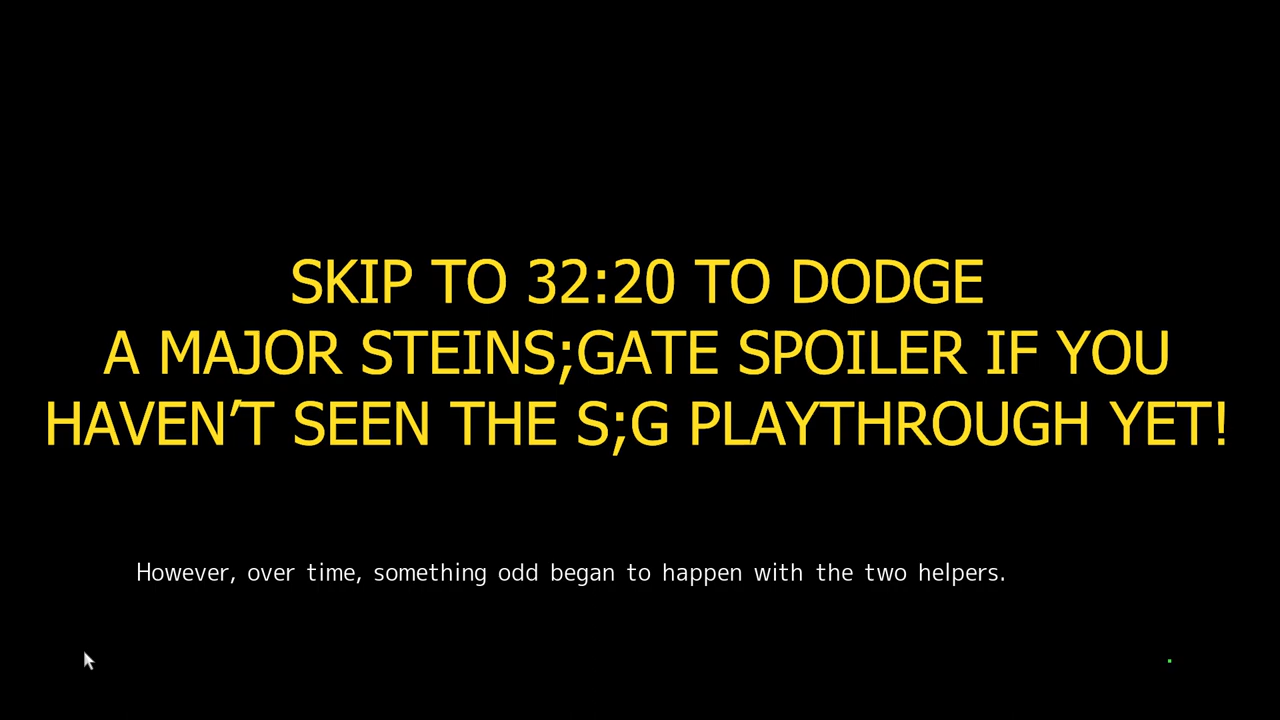 SKIP TO 32:20 TO DODGE
A MAJOR STEINS;GATE SPOILER IF YOU
HAVEN’T SEEN THE S;G PLAYTHROUGH YET!
However, over time, something odd began to happen with the two helpers.